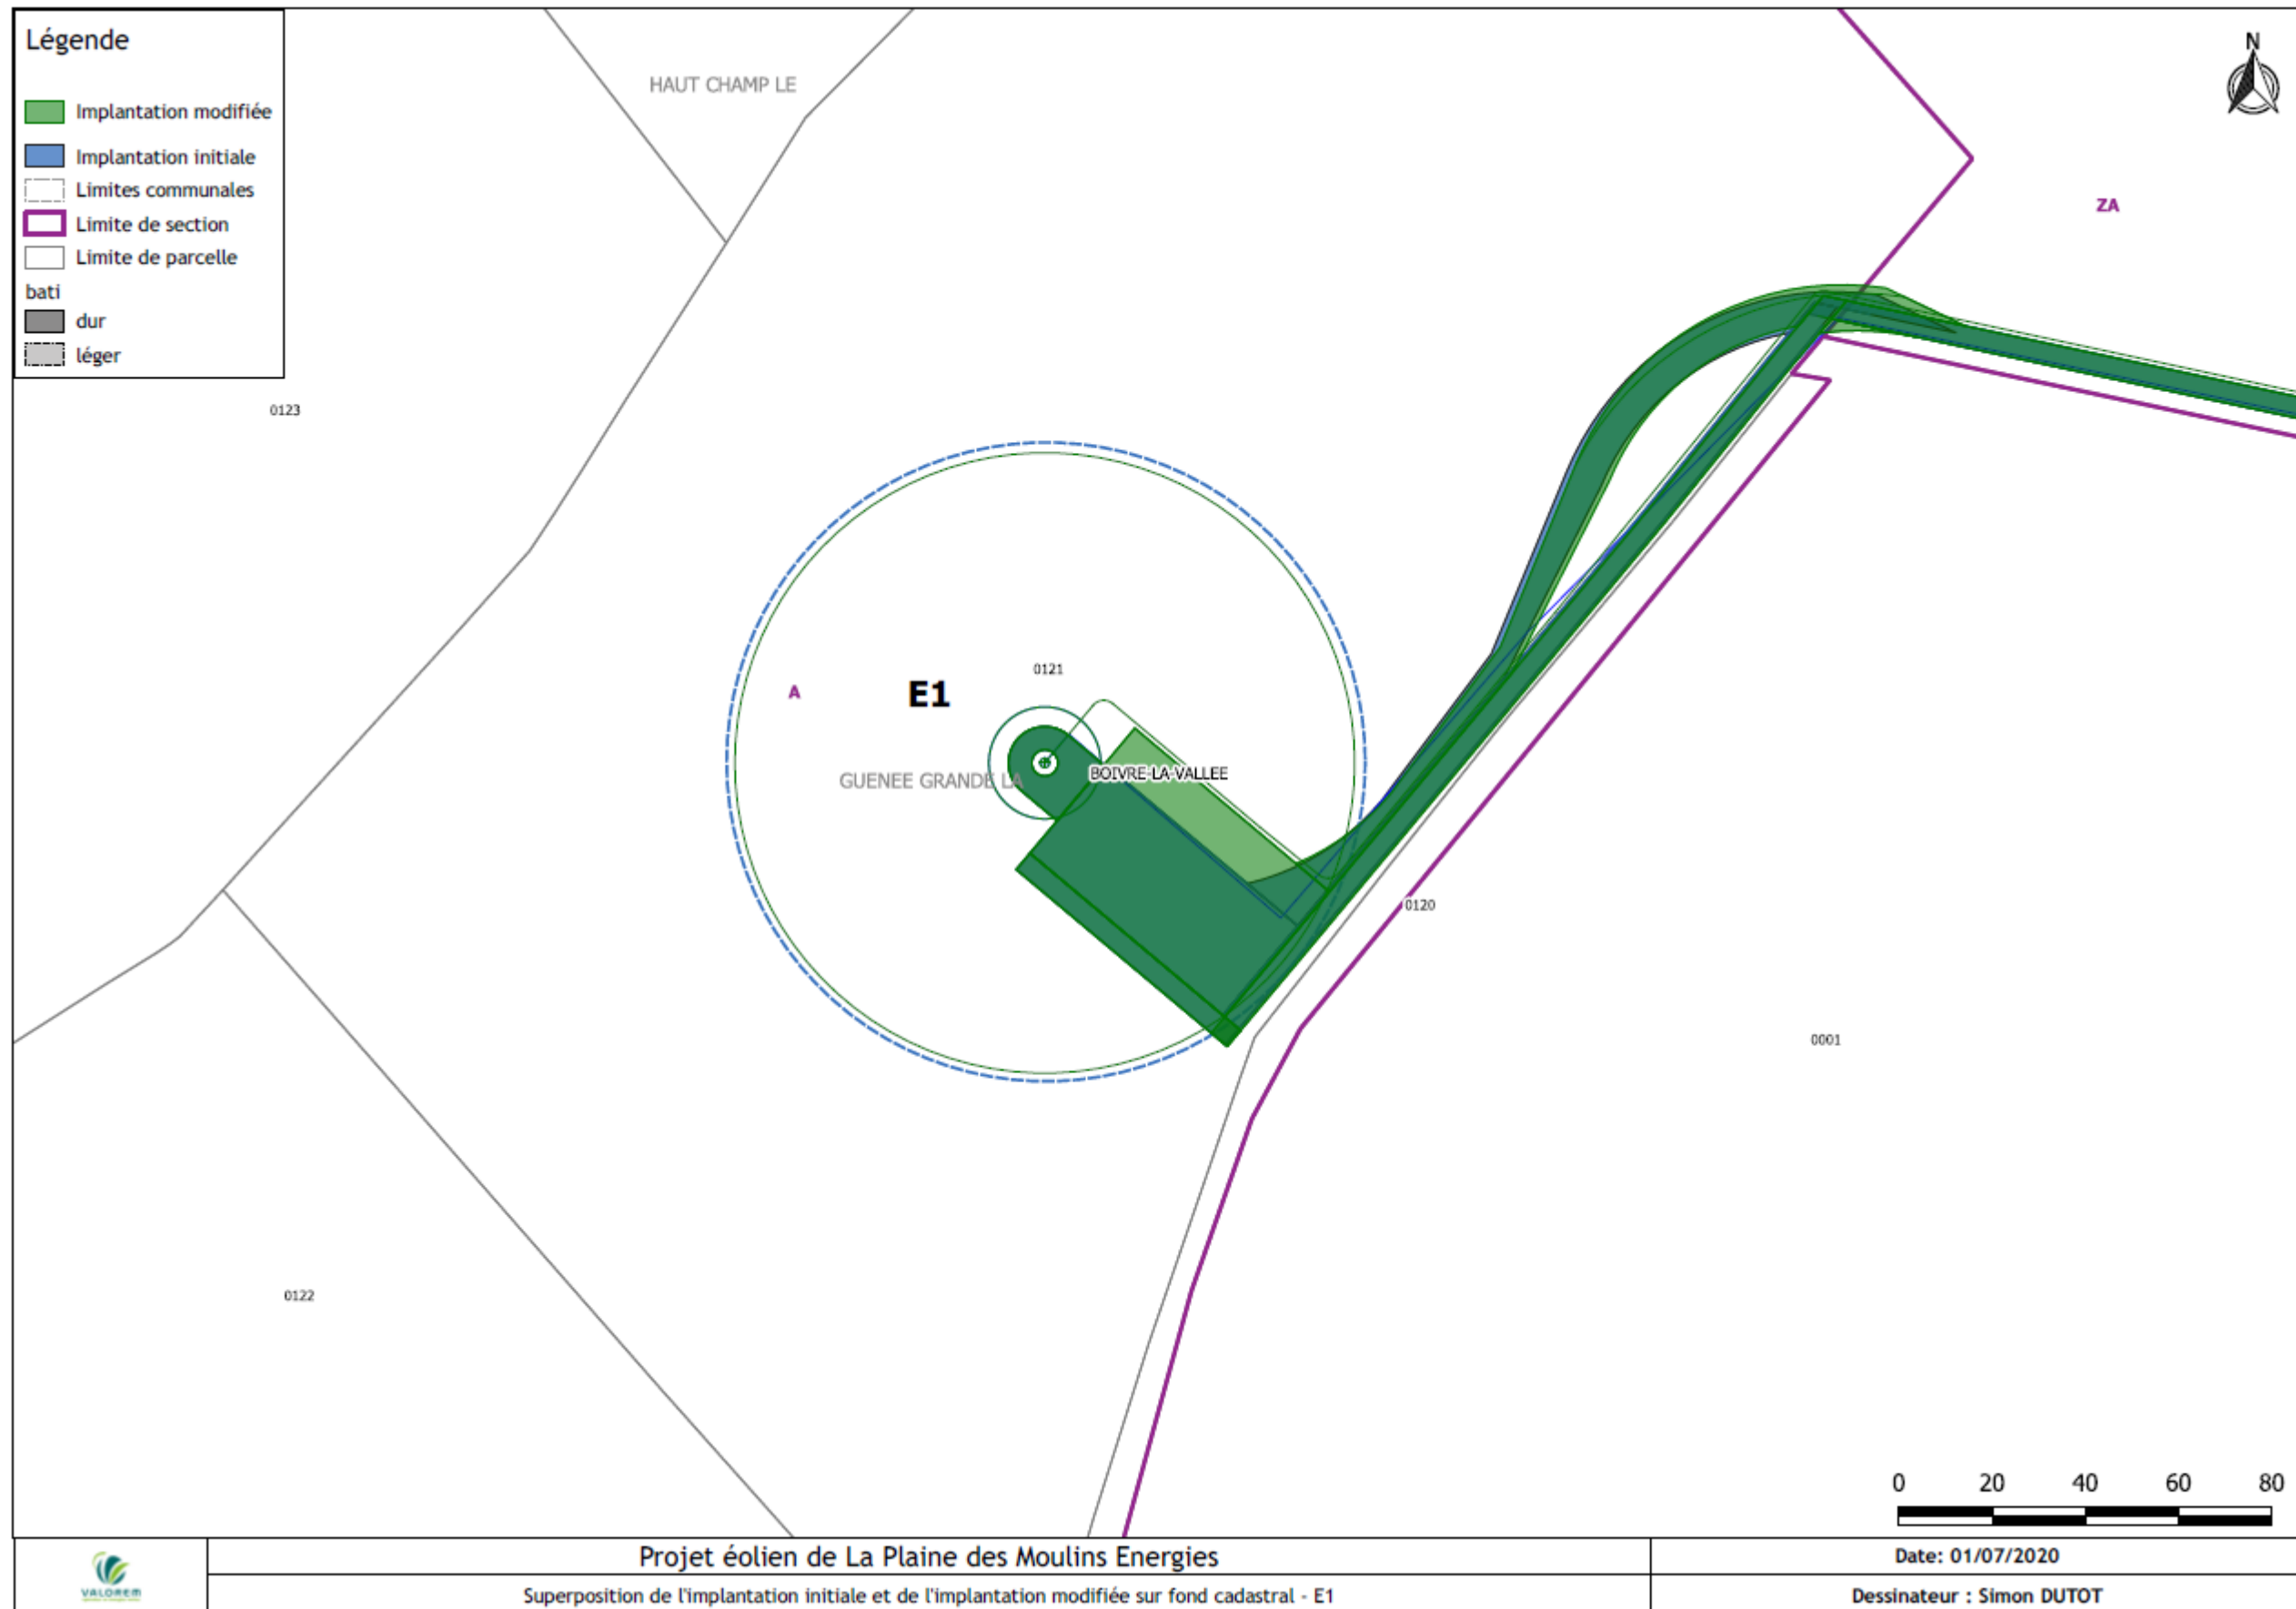 Légende
Implantation modifiée
Implantation initiale
Limites communales
Limite de section
Limite de parcelle
bati
dur
léger
HAUT CHAMP LE
N
ZA
0123
0121
A
E1
GUENEE GRANDE LA
BOIVRE-LA-VALLEE
0120
0001
0122
0 20 40 60 80
VALOREM
Projet éolien de La Plaine des Moulins Energies
Superposition de l'implantation initiale et de l'implantation modifiée sur fond cadastral - E1
Date: 01/07/2020
Dessinateur : Simon DUTOT